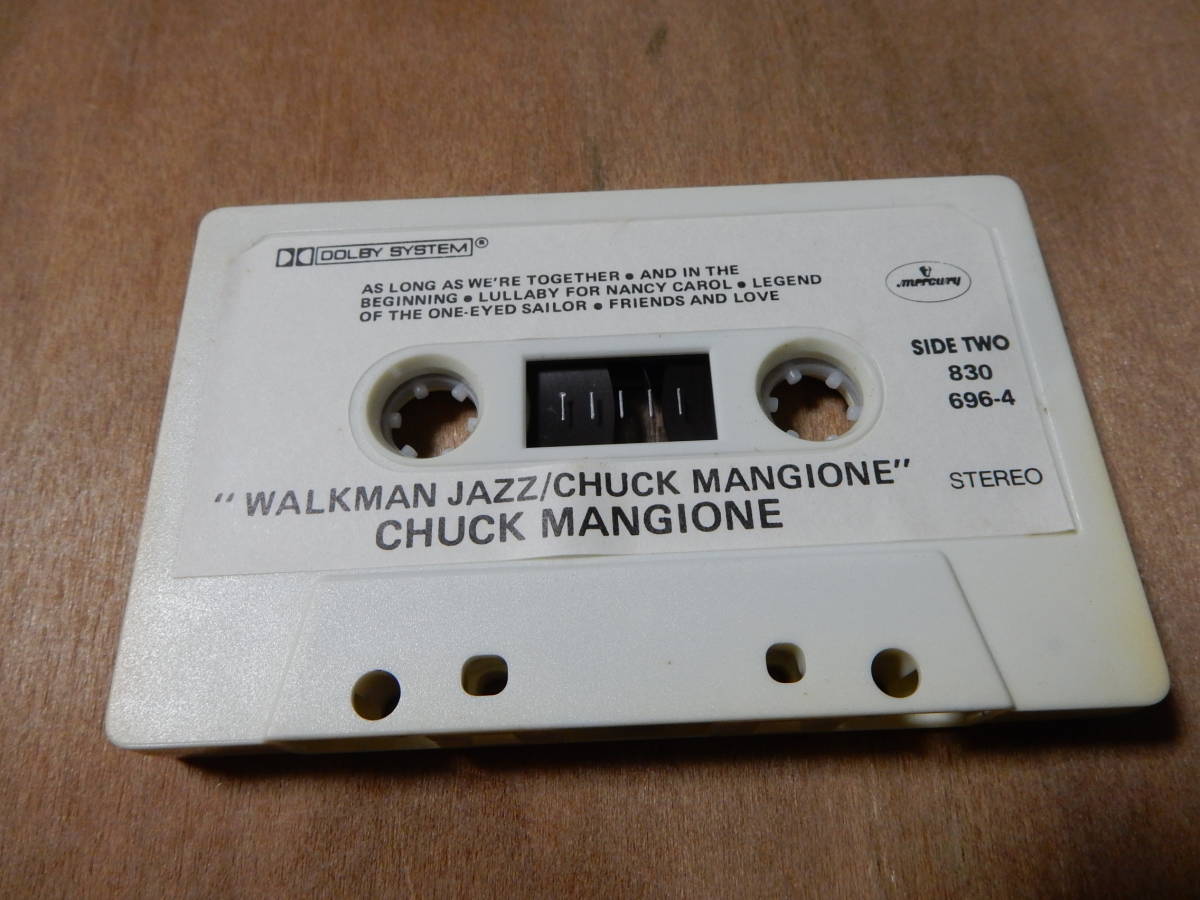 DOLBY SYSTEM®
AS LONG AS WE'RE TOGETHER • AND IN THE
BEGINNING • LULLABY FOR NANCY CAROL • LEGEND
OF THE ONE-EYED SAILOR • FRIENDS AND LOVE
mercury
SIDE TWO
830
696-4
STEREO
"WALKMAN JAZZ/CHUCK MANGIONE"
CHUCK MANGIONE